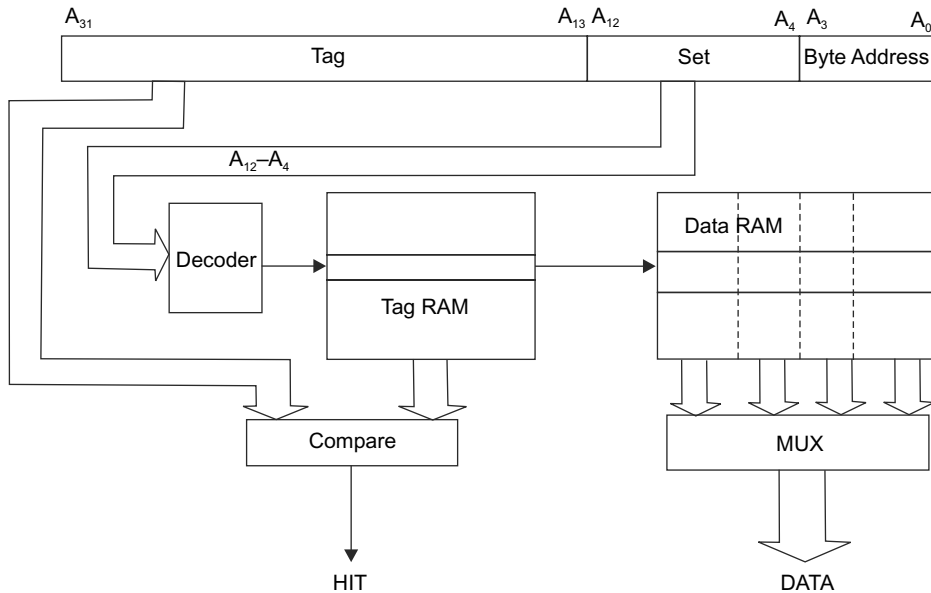 A₃₁ A₁₃ A₁₂ A₄ A₃ A₀
Tag Set Byte Address
A₁₂–A₄
Decoder
Tag RAM
Data RAM
Compare
MUX
HIT
DATA